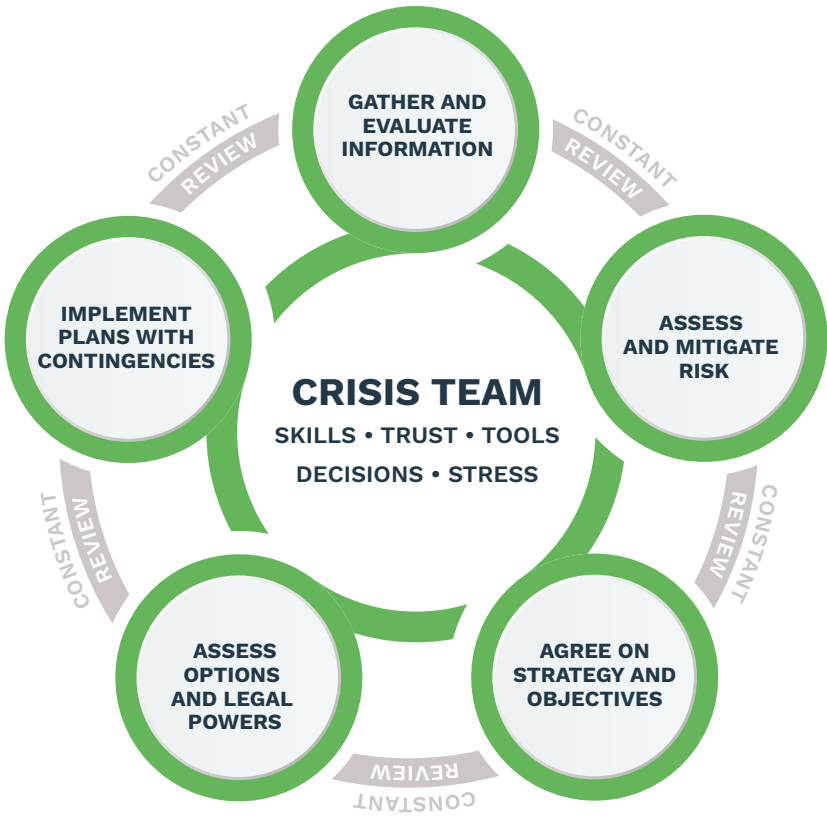 GATHER AND
EVALUATE
INFORMATION
CONSTANT
REVIEW
ASSESS
AND MITIGATE
RISK
CONSTANT
REVIEW
AGREE ON
STRATEGY AND
OBJECTIVES
CONSTANT
REVIEW
ASSESS
OPTIONS
AND LEGAL
POWERS
CONSTANT
REVIEW
IMPLEMENT
PLANS WITH
CONTINGENCIES
CONSTANT
REVIEW
CRISIS TEAM
SKILLS • TRUST • TOOLS
DECISIONS • STRESS